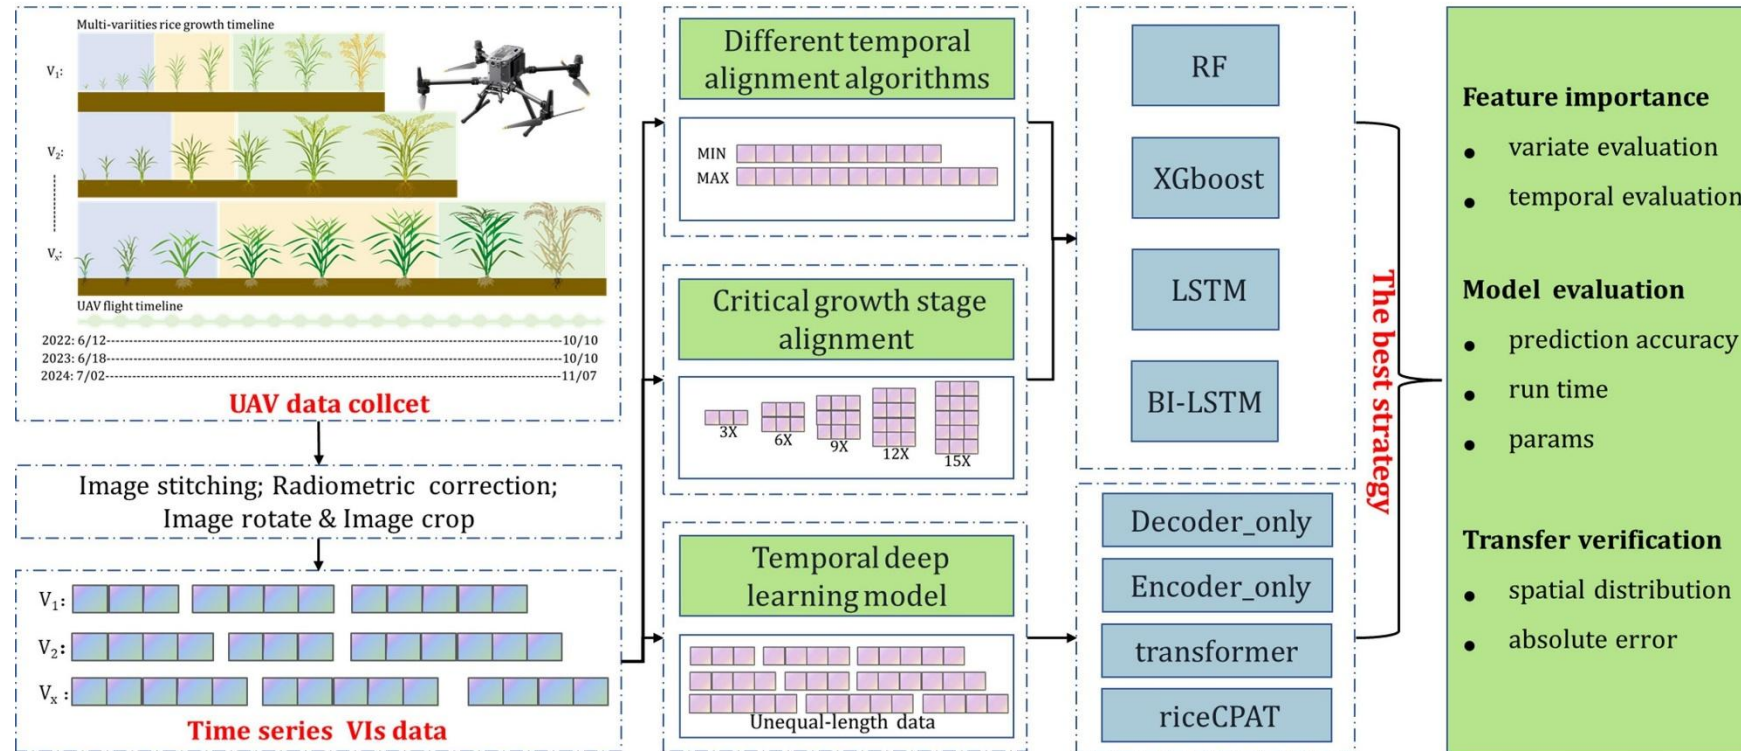 Multi-variities rice growth timeline
V1:
V2:
Vx:
UAV flight timeline
2022: 6/12 10/10
2023: 6/18 10/10
2024: 7/02 11/07
UAV data collcet
Image stitching; Radiometric correction;
Image rotate & Image crop
V1:
V2:
Vx:
Time series VIs data
Different temporal
alignment algorithms
MIN
MAX
Critical growth stage
alignment
3X
6X
9X
12X
15X
Temporal deep
learning model
Unequal-length data
RF
XGboost
LSTM
BI-LSTM
Decoder_only
Encoder_only
transformer
riceCPAT
The best strategy
Feature importance
• variate evaluation
• temporal evaluation
Model evaluation
• prediction accuracy
• run time
• params
Transfer verification
• spatial distribution
• absolute error